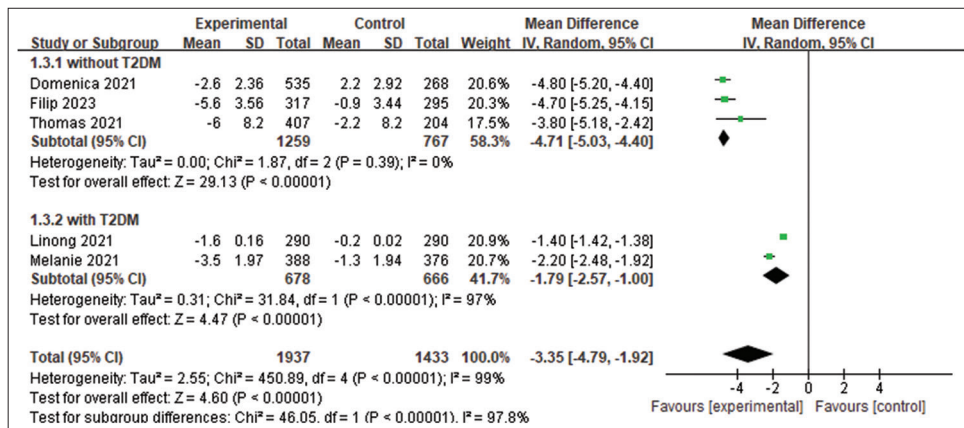 Experimental Control Mean Difference Mean Difference
Study or Subgroup Mean SD Total Mean SD Total Weight IV, Random, 95% CI IV, Random, 95% CI
1.3.1 without T2DM
Domenica 2021 -2.6 2.36 535 2.2 2.92 268 20.6% -4.80 [-5.20, -4.40]
Filip 2023 -5.6 3.56 317 -0.9 3.44 295 20.3% -4.70 [-5.25, -4.15]
Thomas 2021 -6 8.2 407 -2.2 8.2 204 17.5% -3.80 [-5.18, -2.42]
Subtotal (95% CI) 1259 767 58.3% -4.71 [-5.03, -4.40]
Heterogeneity: Tau² = 0.00; Chi² = 1.87, df = 2 (P = 0.39); I² = 0%
Test for overall effect: Z = 29.13 (P < 0.00001)
1.3.2 with T2DM
Linong 2021 -1.6 0.16 290 -0.2 0.02 290 20.9% -1.40 [-1.42, -1.38]
Melanie 2021 -3.5 1.97 388 -1.3 1.94 376 20.7% -2.20 [-2.48, -1.92]
Subtotal (95% CI) 678 666 41.7% -1.79 [-2.57, -1.00]
Heterogeneity: Tau² = 0.31; Chi² = 31.84, df = 1 (P < 0.00001); I² = 97%
Test for overall effect: Z = 4.47 (P < 0.00001)
Total (95% CI) 1937 1433 100.0% -3.35 [-4.79, -1.92]
Heterogeneity: Tau² = 2.55; Chi² = 450.89, df = 4 (P < 0.00001); I² = 99%
Test for overall effect: Z = 4.60 (P < 0.00001)
Test for subgroup differences: Chi² = 46.05, df = 1 (P < 0.00001), I² = 97.8%
-4 -2 0 2 4
Favours [experimental] Favours [control]